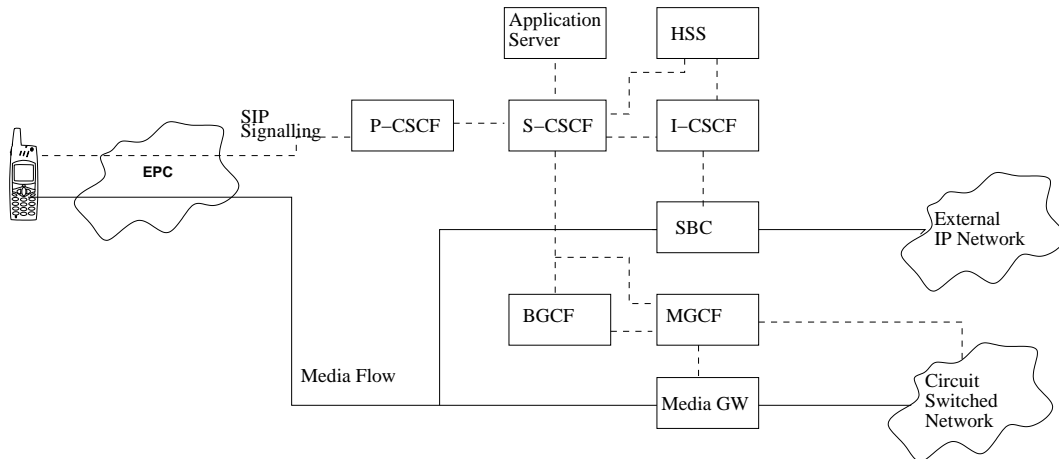 Application
Server
HSS
SIP
Signalling
P–CSCF
S–CSCF
I–CSCF
EPC
SBC
External
IP Network
BGCF
MGCF
Media Flow
Media GW
Circuit
Switched
Network